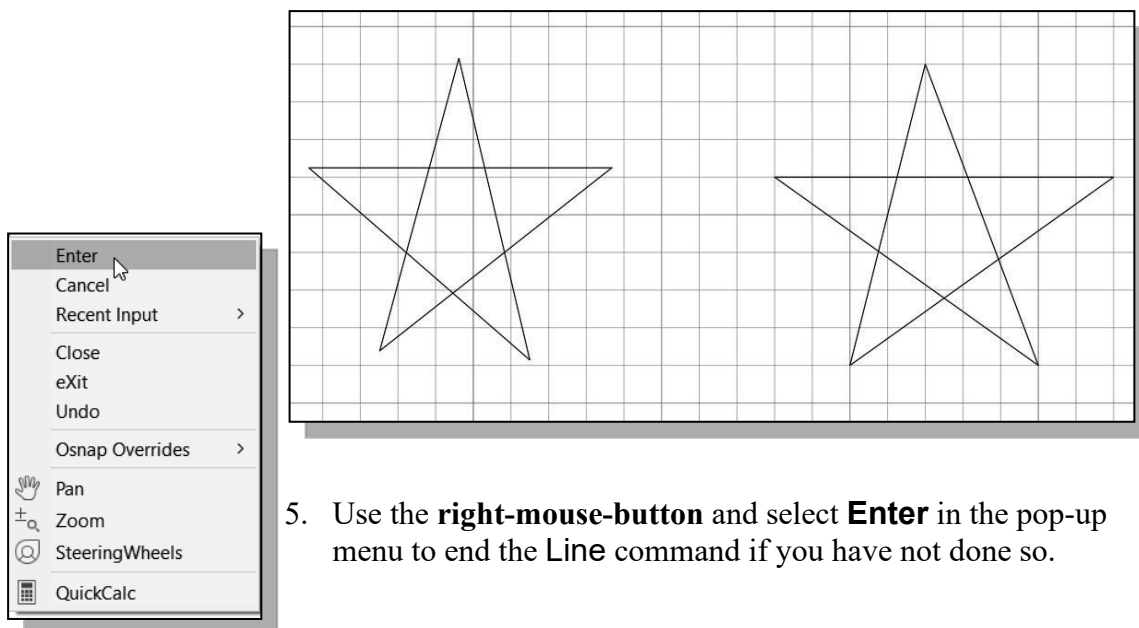 Enter
Cancel
Recent Input >
Close
eXit
Undo
Osnap Overrides >
Pan
Zoom
SteeringWheels
QuickCalc
5. Use the right-mouse-button and select Enter in the pop-up
menu to end the Line command if you have not done so.